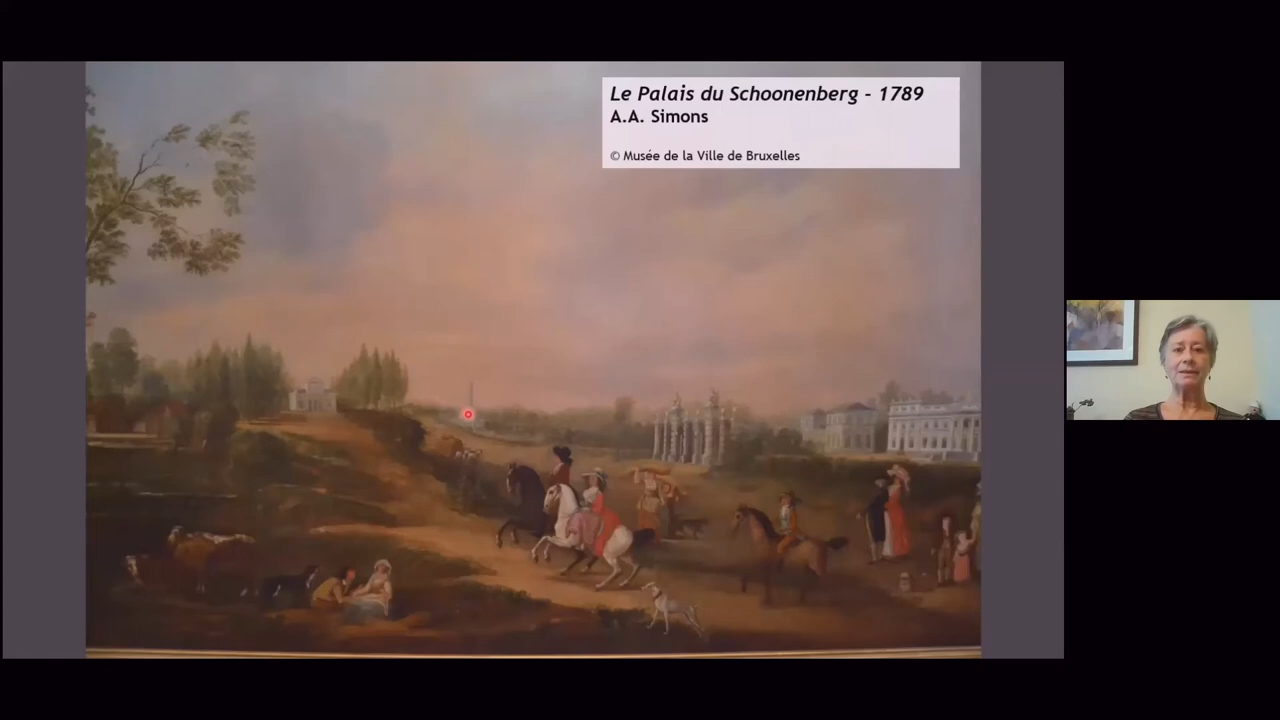 Le Palais du Schoonenberg - 1789
A.A. Simons
© Musée de la Ville de Bruxelles